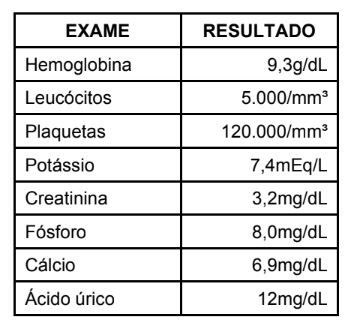 EXAME RESULTADO
Hemoglobina 9,3g/dL
Leucócitos 5.000/mm³
Plaquetas 120.000/mm³
Potássio 7,4mEq/L
Creatinina 3,2mg/dL
Fósforo 8,0mg/dL
Cálcio 6,9mg/dL
Ácido úrico 12mg/dL